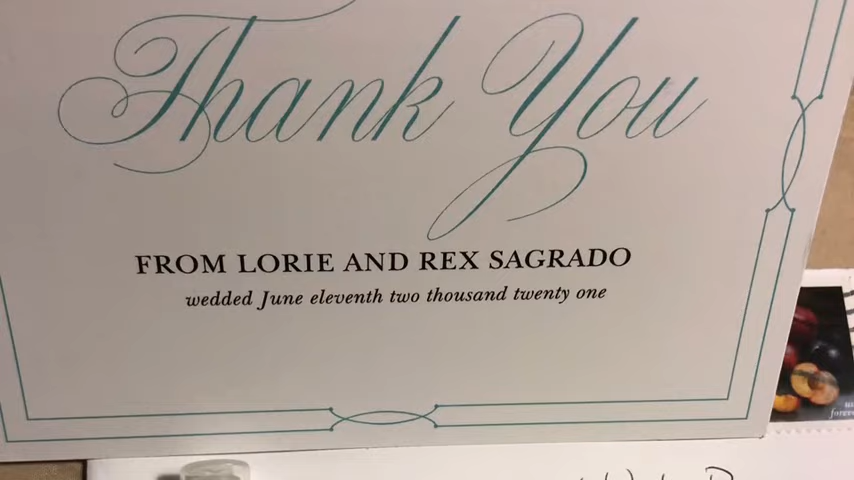 Thank You
FROM LORIE AND REX SAGRADO
wedded June eleventh two thousand twenty one